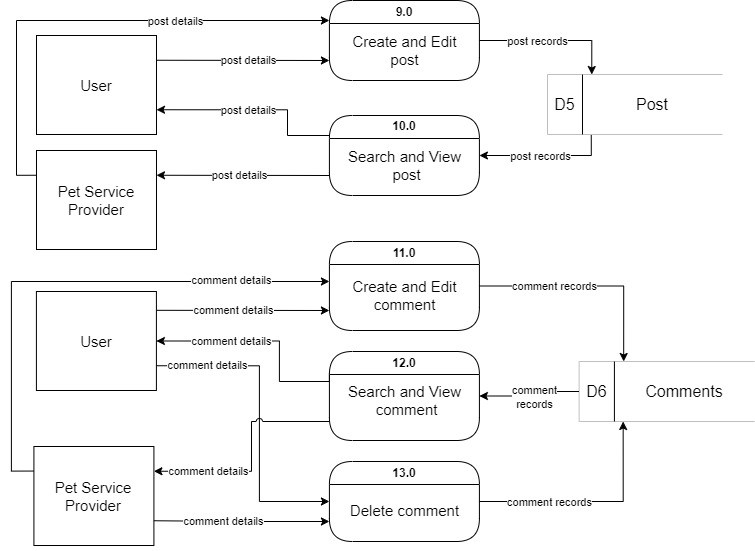 9.0
post details
Create and Edit
post
post records
User
post details
D5
Post
post details
10.0
Search and View
post
post records
post details
Pet Service
Provider
11.0
comment details
Create and Edit
comment
comment records
comment details
User
comment details
12.0
comment details
Search and View
comment
comment
records
D6
Comments
13.0
comment details
Pet Service
Provider
Delete comment
comment records
comment details